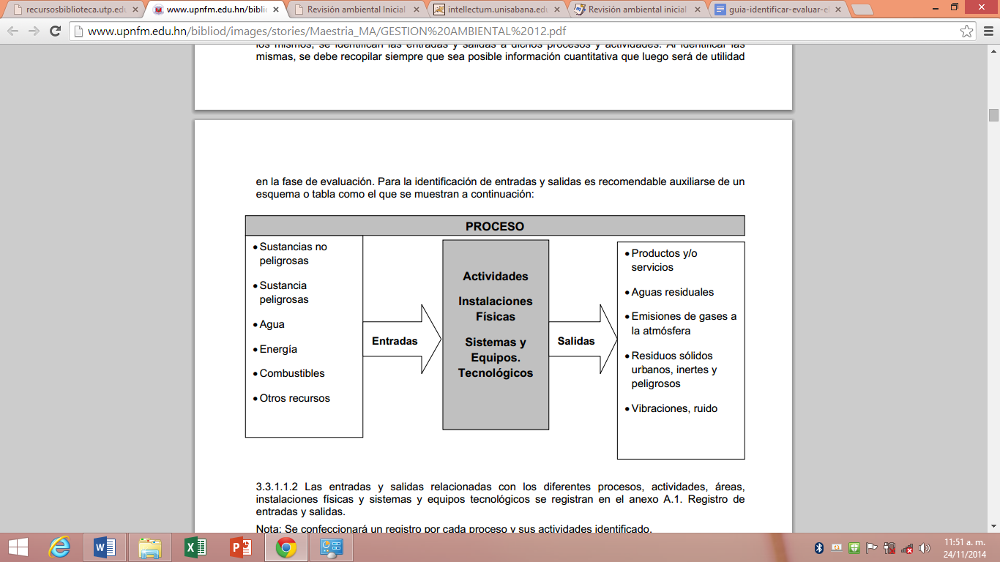 recursosbiblioteca.utp.edu
www.upnfm.edu.hn/biblio
Revisión ambiental Inicial
intellectum.unisabana.edu
Revisión ambiental inicial
guia-identificar-evaluar-el
www.upnfm.edu.hn/bibliod/images/stories/Maestria_MA/GESTION%20AMBIENTAL%2012.pdf
los mismos, se identifican las entradas y salidas a dichos procesos y actividades. Al identificar las
mismas, se debe recopilar siempre que sea posible información cuantitativa que luego será de utilidad
en la fase de evaluación. Para la identificación de entradas y salidas es recomendable auxiliarse de un
esquema o tabla como el que se muestran a continuación:
PROCESO
• Sustancias no
peligrosas
• Sustancia
peligrosas
• Agua
• Energía
• Combustibles
• Otros recursos
Entradas
Actividades
Instalaciones
Físicas
Sistemas y
Equipos.
Tecnológicos
Salidas
• Productos y/o
servicios
• Aguas residuales
• Emisiones de gases a
la atmósfera
• Residuos sólidos
urbanos, inertes y
peligrosos
• Vibraciones, ruido
3.3.1.1.2 Las entradas y salidas relacionadas con los diferentes procesos, actividades, áreas,
instalaciones físicas y sistemas y equipos tecnológicos se registran en el anexo A.1. Registro de
entradas y salidas.
Nota: Se confeccionará un registro por cada proceso y sus actividades identificado.
11:51 a. m.
24/11/2014